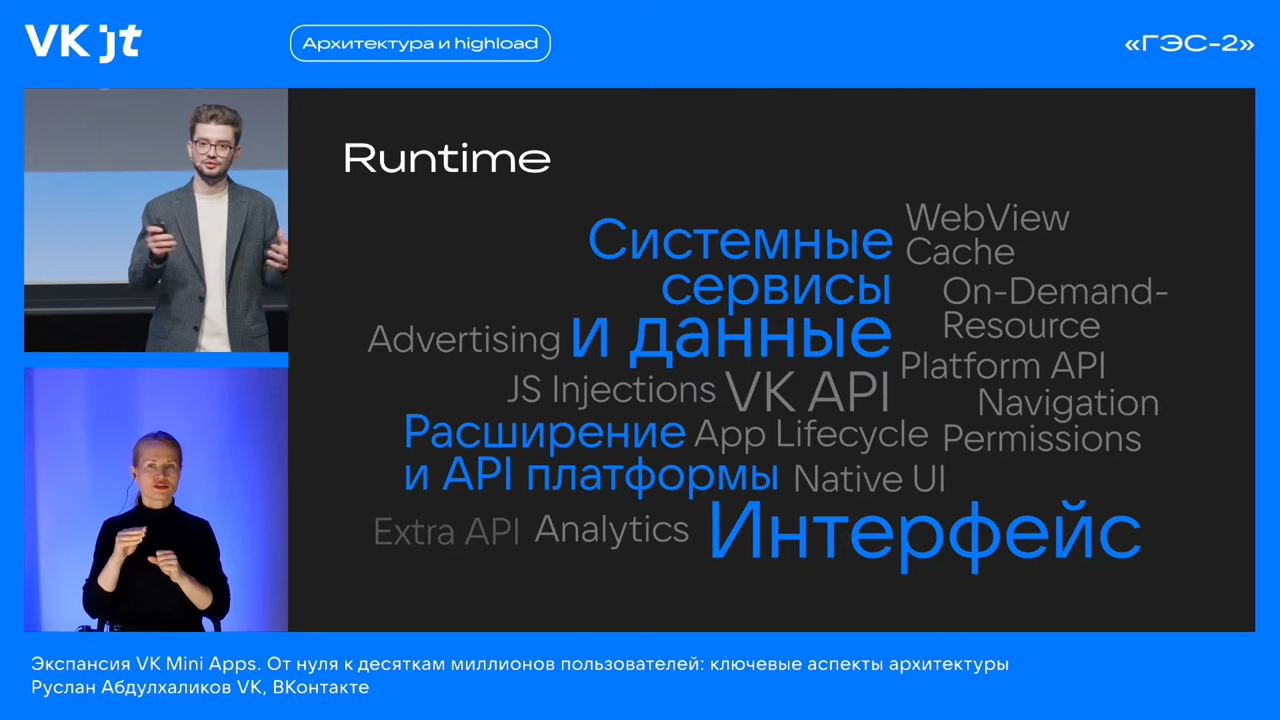 VK jt
Архитектура и highload
«ГЭС-2»
Runtime
WebView
Cache
Системные
сервисы
и данные
On-Demand-
Resource
Advertising
Platform API
JS Injections
VK API
Navigation
Расширение
и API платформы
App Lifecycle
Permissions
Native UI
Extra API
Analytics
Интерфейс
Экспансия VK Mini Apps. От нуля к десяткам миллионов пользователей: ключевые аспекты архитектуры
Руслан Абдулхаликов VK, ВКонтакте